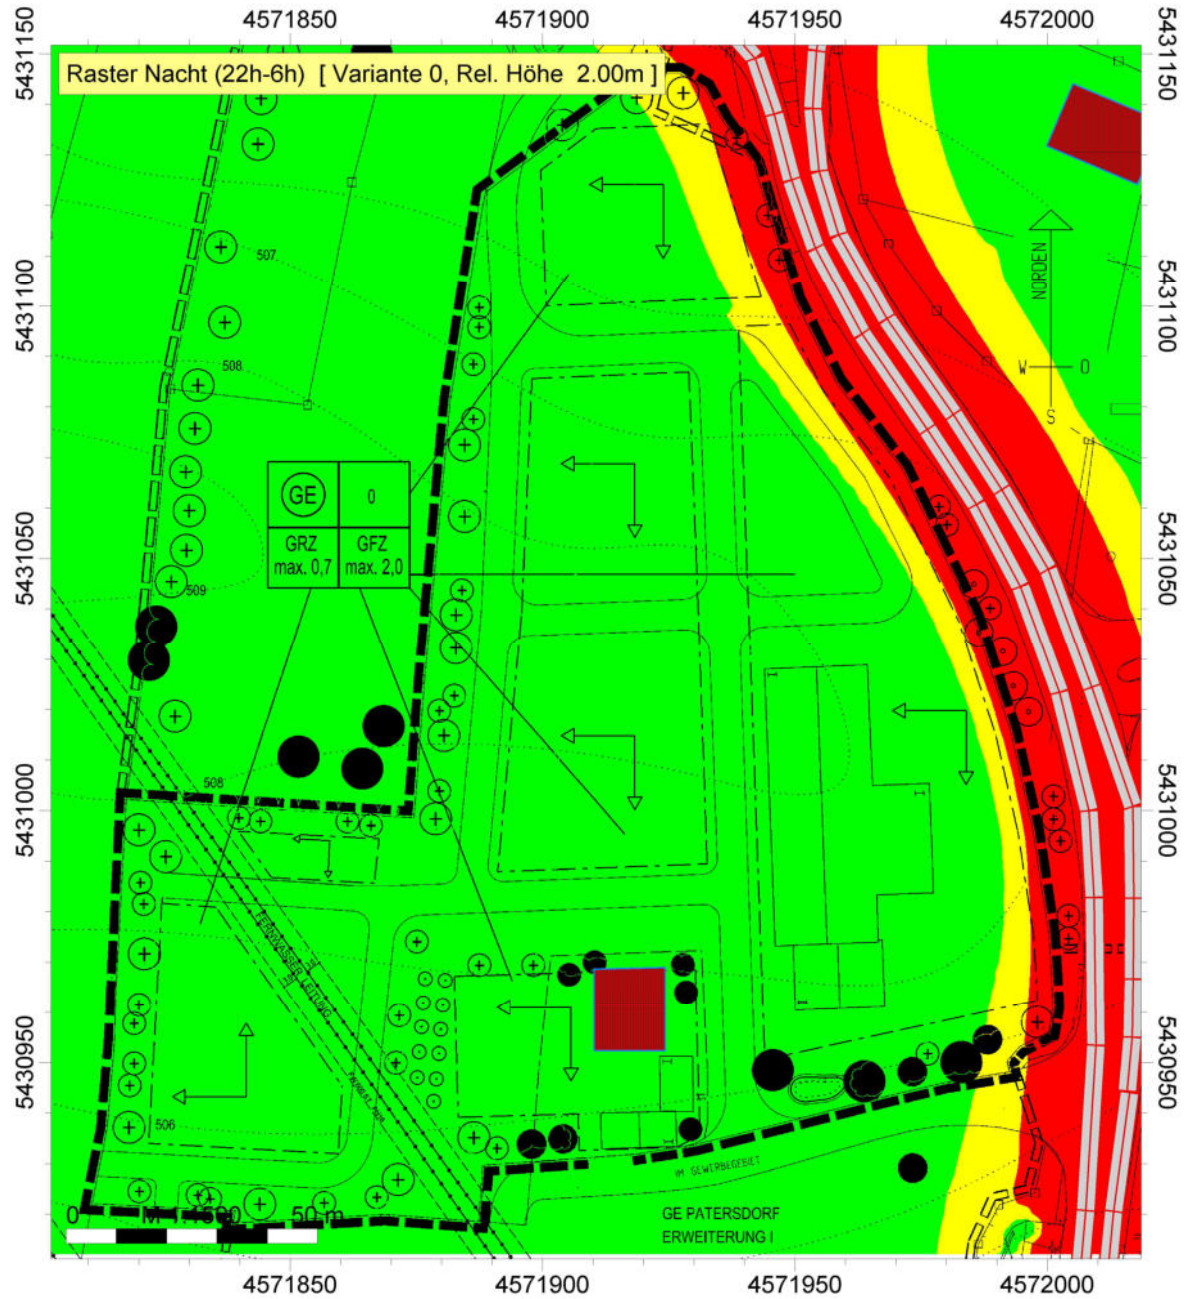 4571850 4571900 4571950 4572000
5431150
5431150
Raster Nacht (22h-6h) [ Variante 0, Rel. Höhe 2.00m ]
NORDEN
507
5431100
5431100
508
W O
S
GE 0
GRZ GFZ
max. 0,7 max. 2,0
5431050
5431050
509
508
5431000
5431000
FERNWASSERLEITUNG
5430950
5430950
506
IM GEWERBEGEBIET
GE PATERSDORF
ERWEITERUNG I
0 50 m
4571850 4571900 4571950 4572000